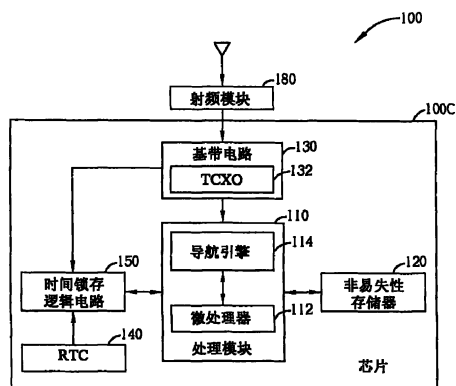 100
180
射频模块
100C
130
基带电路
132
TCXO
110
150
114
导航引擎
120
时间锁存
逻辑电路
非易失性
存储器
112
微处理器
140
RTC
处理模块
芯片